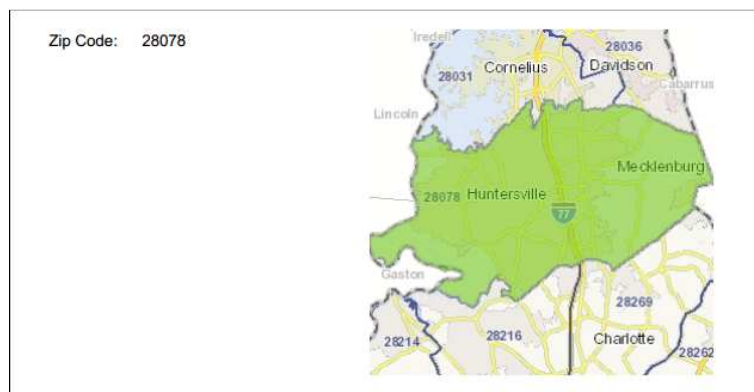 Zip Code: 28078
Iredell
28036
Cornelius
Davidson
28031
Cabarrus
Lincoln
Mecklenburg
28078
Huntersville
77
Gaston
28269
28216
Charlotte
28214
28262